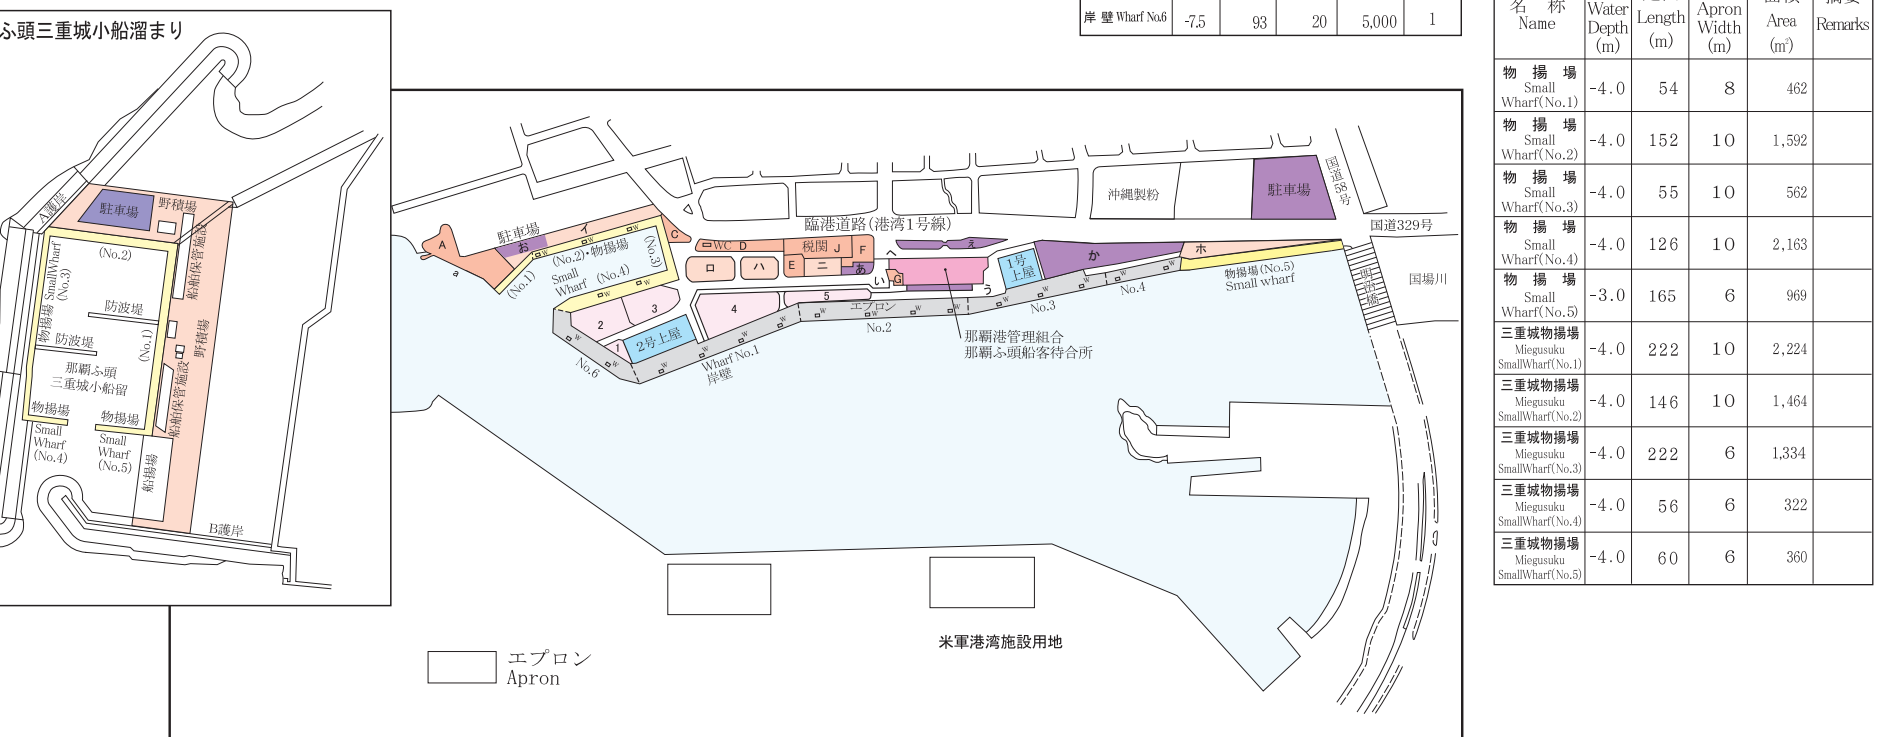 ふ頭三重城小船溜まり
A護岸
駐車場
野積場
船舶保管施設
(No.2)
SmallWharf
(No.3)
物揚場
防波堤
防波堤
(No.1)
野積場
船舶保管施設
那覇ふ頭
三重城小船留
物揚場
Small
Wharf
(No.4)
物揚場
Small
Wharf
(No.5)
船揚場
B護岸
岸壁 Wharf No.6 -7.5 93 20 5,000 1
国道58号
沖縄製粉
駐車場
国道329号
臨港道路(港湾1号線)
駐車場
A
a
お
イ
C
WC D
税関 J
F
E
ニ
あ
ロ
ハ
へ
え
い
G
う
1号
上屋
か
ホ
(No.1)
(No.2)・物揚場
Small
Wharf
(No.4)
(No.3)
物揚場(No.5)
Small wharf
国場川
明治橋
2
3
4
5
1
2号上屋
エプロン
No.2
No.3
No.4
No.6
Wharf No.1
岸壁
那覇港管理組合
那覇ふ頭船客待合所
米軍港湾施設用地
エプロン
Apron
名 称
Name
Water
Depth
(m)
Length
(m)
Apron
Width
(m)
Area
(㎡)
Remarks
物 揚 場
Small
Wharf(No.1) -4.0 54 8 462
物 揚 場
Small
Wharf(No.2) -4.0 152 10 1,592
物 揚 場
Small
Wharf(No.3) -4.0 55 10 562
物 揚 場
Small
Wharf(No.4) -4.0 126 10 2,163
物 揚 場
Small
Wharf(No.5) -3.0 165 6 969
三重城物揚場
Miegusuku
SmallWharf(No.1) -4.0 222 10 2,224
三重城物揚場
Miegusuku
SmallWharf(No.2) -4.0 146 10 1,464
三重城物揚場
Miegusuku
SmallWharf(No.3) -4.0 222 6 1,334
三重城物揚場
Miegusuku
SmallWharf(No.4) -4.0 56 6 322
三重城物揚場
Miegusuku
SmallWharf(No.5) -4.0 60 6 360